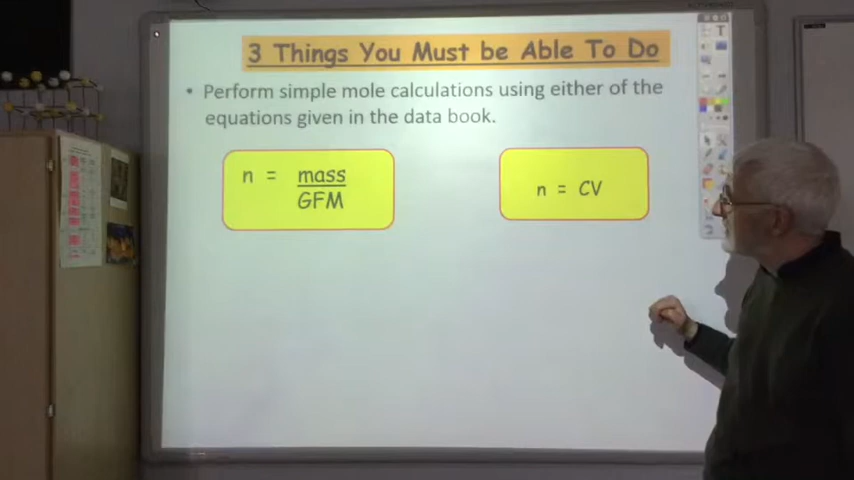 3 Things You Must be Able To Do
• Perform simple mole calculations using either of the
equations given in the data book.
n = mass
GFM
n = CV